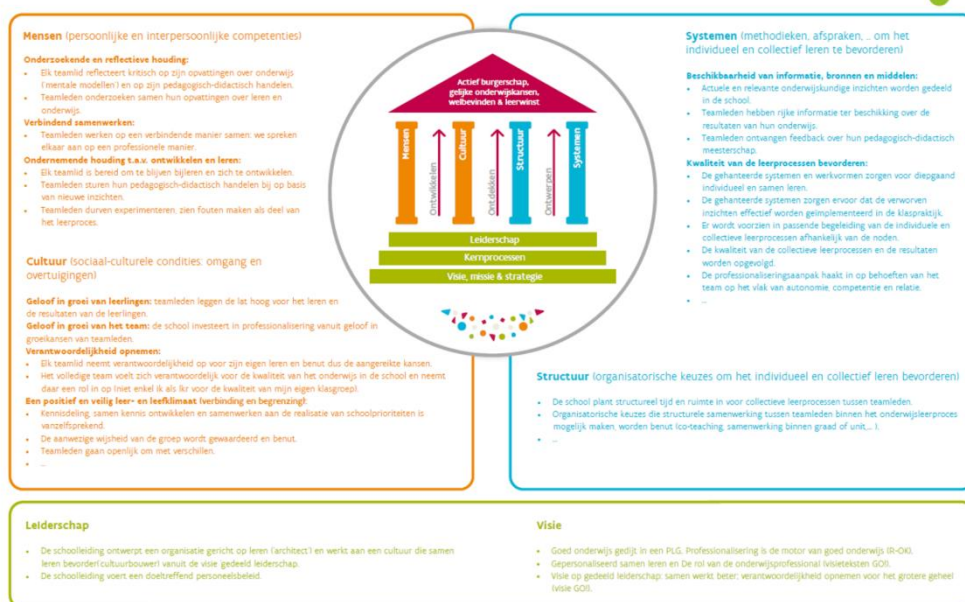 Mensen (persoonlijke en interpersoonlijke competenties)
Onderzoekende en reflectieve houding:
Elk teamlid reflecteert kritisch op zijn opvattingen over onderwijs
('mentale modellen') en op zijn pedagogisch-didactisch handelen.
Teamleden onderzoeken samen hun opvattingen over leren en
onderwijs.
Verbindend samenwerken:
Teamleden werken op een verbindende manier samen: we spreken
elkaar aan op een professionele manier.
Ondernemende houding t.a.v. ontwikkelen en leren:
Elk teamlid is bereid om te blijven bijleren en zich te ontwikkelen.
Teamleden sturen hun pedagogisch-didactisch handelen bij op basis
van nieuwe inzichten.
Teamleden durven experimenteren, zien fouten maken als deel van
het leerproces.
Cultuur (sociaal-culturele condities: omgang en
overtuigingen)
Geloof in groei van leerlingen: teamleden leggen de lat hoog voor het leren en
de resultaten van de leerlingen.
Geloof in groei van het team: de school investeert in professionalisering vanuit geloof in
groeikansen van teamleden.
Verantwoordelijkheid opnemen:
Elk teamlid neemt verantwoordelijkheid op voor zijn eigen leren en benut dus de aangereikte kansen.
Het volledige team voelt zich verantwoordelijk voor de kwaliteit van het onderwijs in de school en neemt
daar een rol in op (niet enkel ik als lkr voor de kwaliteit van mijn eigen klasgroep).
Een positief en veilig leer- en leefklimaat (verbinding en begrenzing):
Kennisdeling, samen kennis ontwikkelen en samenwerken aan de realisatie van schoolprioriteiten is
vanzelfsprekend.
De aanwezige wijsheid van de groep wordt gewaardeerd en benut.
Teamleden gaan openlijk om met verschillen.
...
Actief burgerschap,
gelijke onderwijskansen,
welbevinden & leerwinst
Mensen
Ontwikkelen
Cultuur
Ontdekken
Structuur
Ontwerpen
Systemen
Leiderschap
Kernprocessen
Visie, missie & strategie
Systemen (methodieken, afspraken, .. om het
individueel en collectief leren te bevorderen)
Beschikbaarheid van informatie, bronnen en middelen:
Actuele en relevante onderwijskundige inzichten worden gedeeld
in de school.
Teamleden hebben rijke informatie ter beschikking over de
resultaten van hun onderwijs.
Teamleden ontvangen feedback over hun pedagogisch-didactisch
meesterschap.
Kwaliteit van de leerprocessen bevorderen:
De gehanteerde systemen en werkvormen zorgen voor diepgaand
individueel en samen leren.
De gehanteerde systemen zorgen ervoor dat de verworven
inzichten effectief worden geïmplementeerd in de klaspraktijk.
Er wordt voorzien in passende begeleiding van de individuele en
collectieve leerprocessen afhankelijk van de noden.
De kwaliteit van de collectieve leerprocessen en de resultaten
worden opgevolgd.
De professionaliseringsaanpak haakt in op behoeften van het
team op het vlak van autonomie, competentie en relatie.
...
Structuur (organisatorische keuzes om het individueel en collectief leren bevorderen)
De school plant structureel tijd en ruimte in voor collectieve leerprocessen tussen teamleden.
Organisatorische keuzes die structurele samenwerking tussen teamleden binnen het onderwijsleerproces
mogelijk maken, worden benut (co-teaching, samenwerking binnen graad of unit,... ).
...
Leiderschap
De schoolleiding ontwerpt een organisatie gericht op leren ('architect') en werkt aan een cultuur die samen
leren bevordert('cultuurbouwer') vanuit de visie 'gedeeld leiderschap.
De schoolleiding voert een doeltreffend personeelsbeleid.
Visie
Goed onderwijs gedijt in een PLG. Professionalisering is de motor van goed onderwijs (R-OK).
Gepersonaliseerd samen leren en De rol van de onderwijsprofessional (visieteksten GO!).
Visie op gedeeld leiderschap: samen werkt beter; verantwoordelijkheid opnemen voor het grotere geheel
(visie GO!).